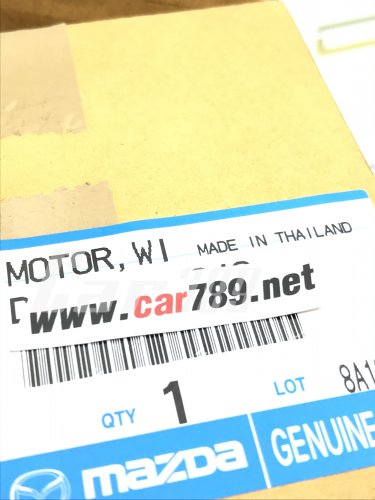 MOTOR, WI MADE IN THAILAND
D
www.car789.net
QTY 1 LOT 8A1
mazda GENUINE